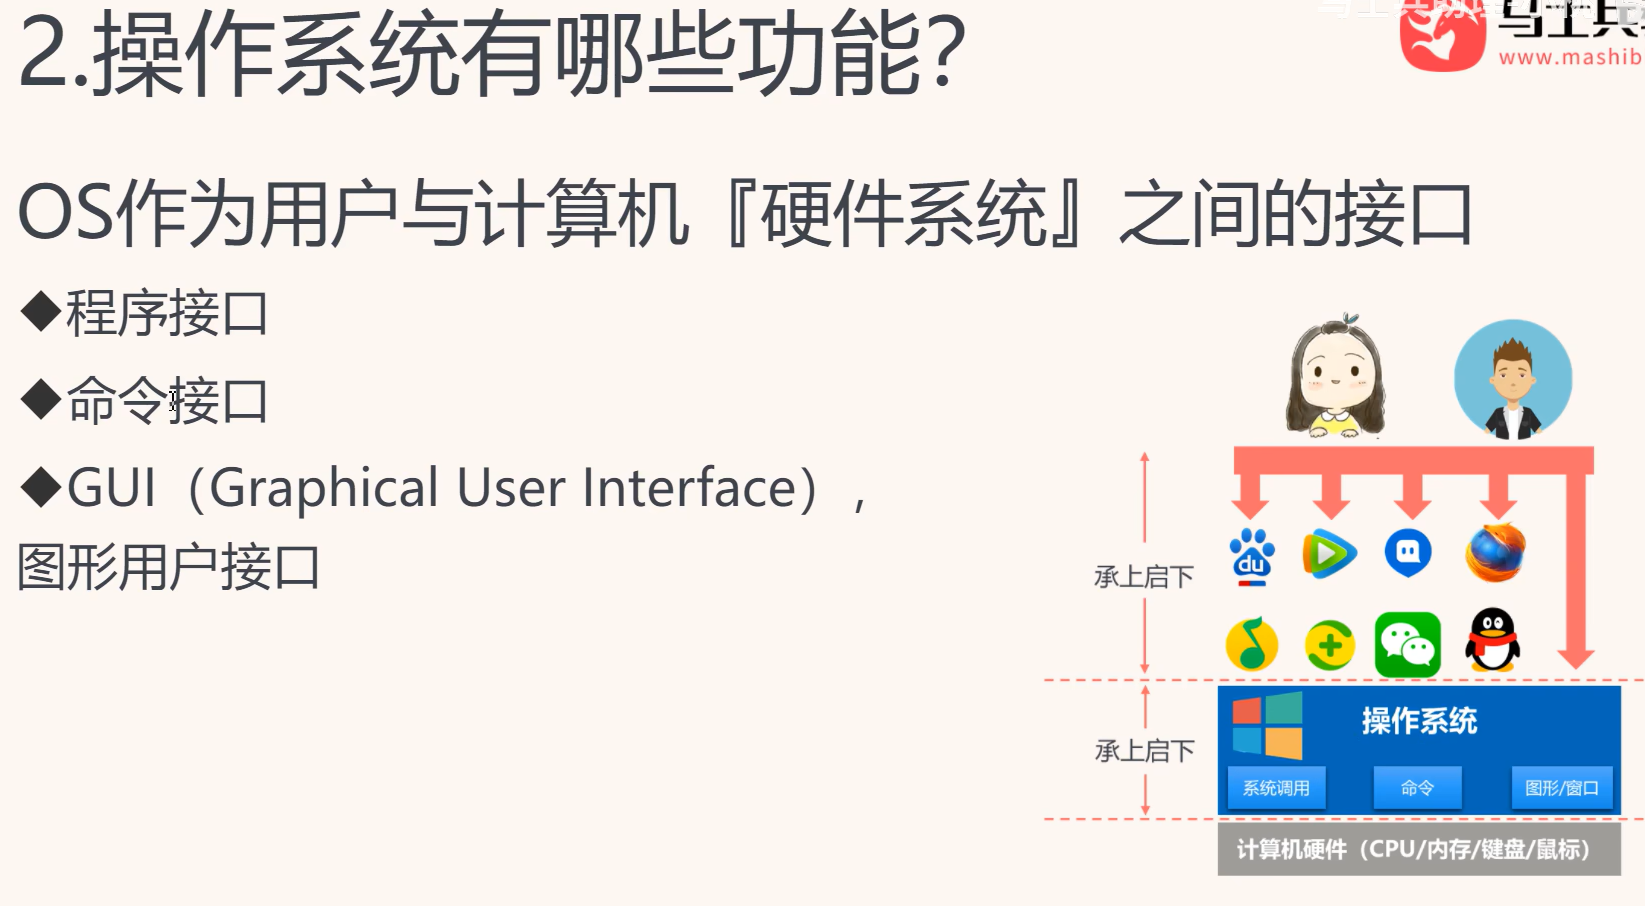 2.操作系统有哪些功能？
www.mashib
OS作为用户与计算机『硬件系统』之间的接口
◆程序接口
◆命令接口
◆GUI（Graphical User Interface），
图形用户接口
du
承上启下
承上启下
操作系统
系统调用
命令
图形/窗口
计算机硬件（CPU/内存/键盘/鼠标）